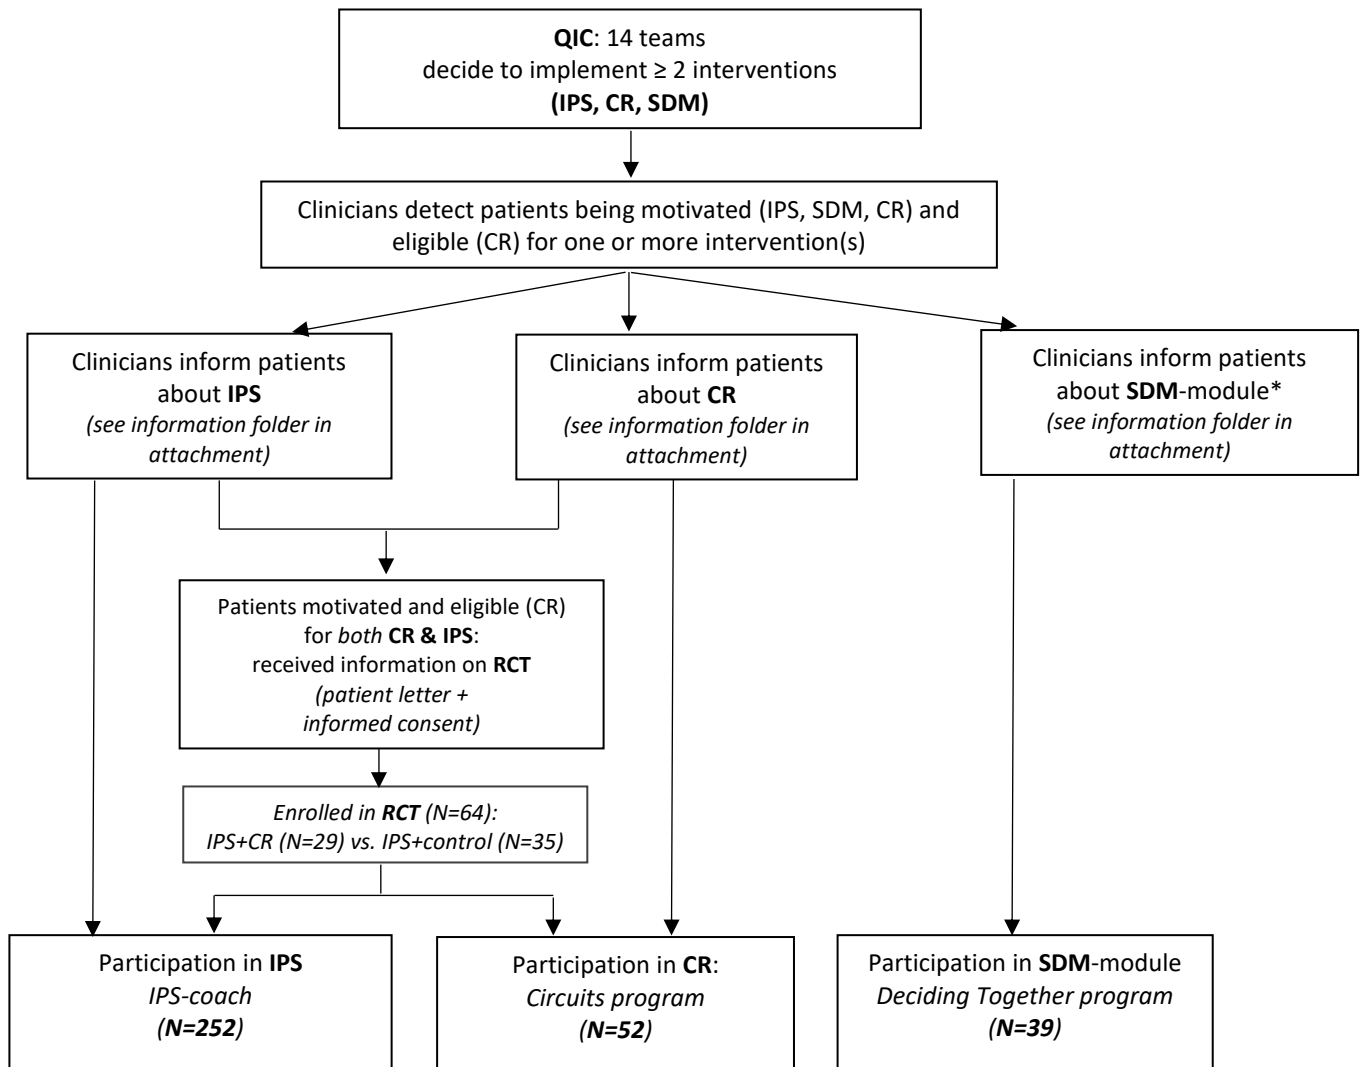 QIC: 14 teams
decide to implement ≥ 2 interventions
(IPS, CR, SDM)
Clinicians detect patients being motivated (IPS, SDM, CR) and
eligible (CR) for one or more intervention(s)
Clinicians inform patients
about IPS
(see information folder in
attachment)
Clinicians inform patients
about CR
(see information folder in
attachment)
Clinicians inform patients
about SDM-module*
(see information folder in
attachment)
Patients motivated and eligible (CR)
for both CR & IPS:
received information on RCT
(patient letter +
informed consent)
Enrolled in RCT (N=64):
IPS+CR (N=29) vs. IPS+control (N=35)
Participation in IPS
IPS-coach
(N=252)
Participation in CR:
Circuits program
(N=52)
Participation in SDM-module
Deciding Together program
(N=39)